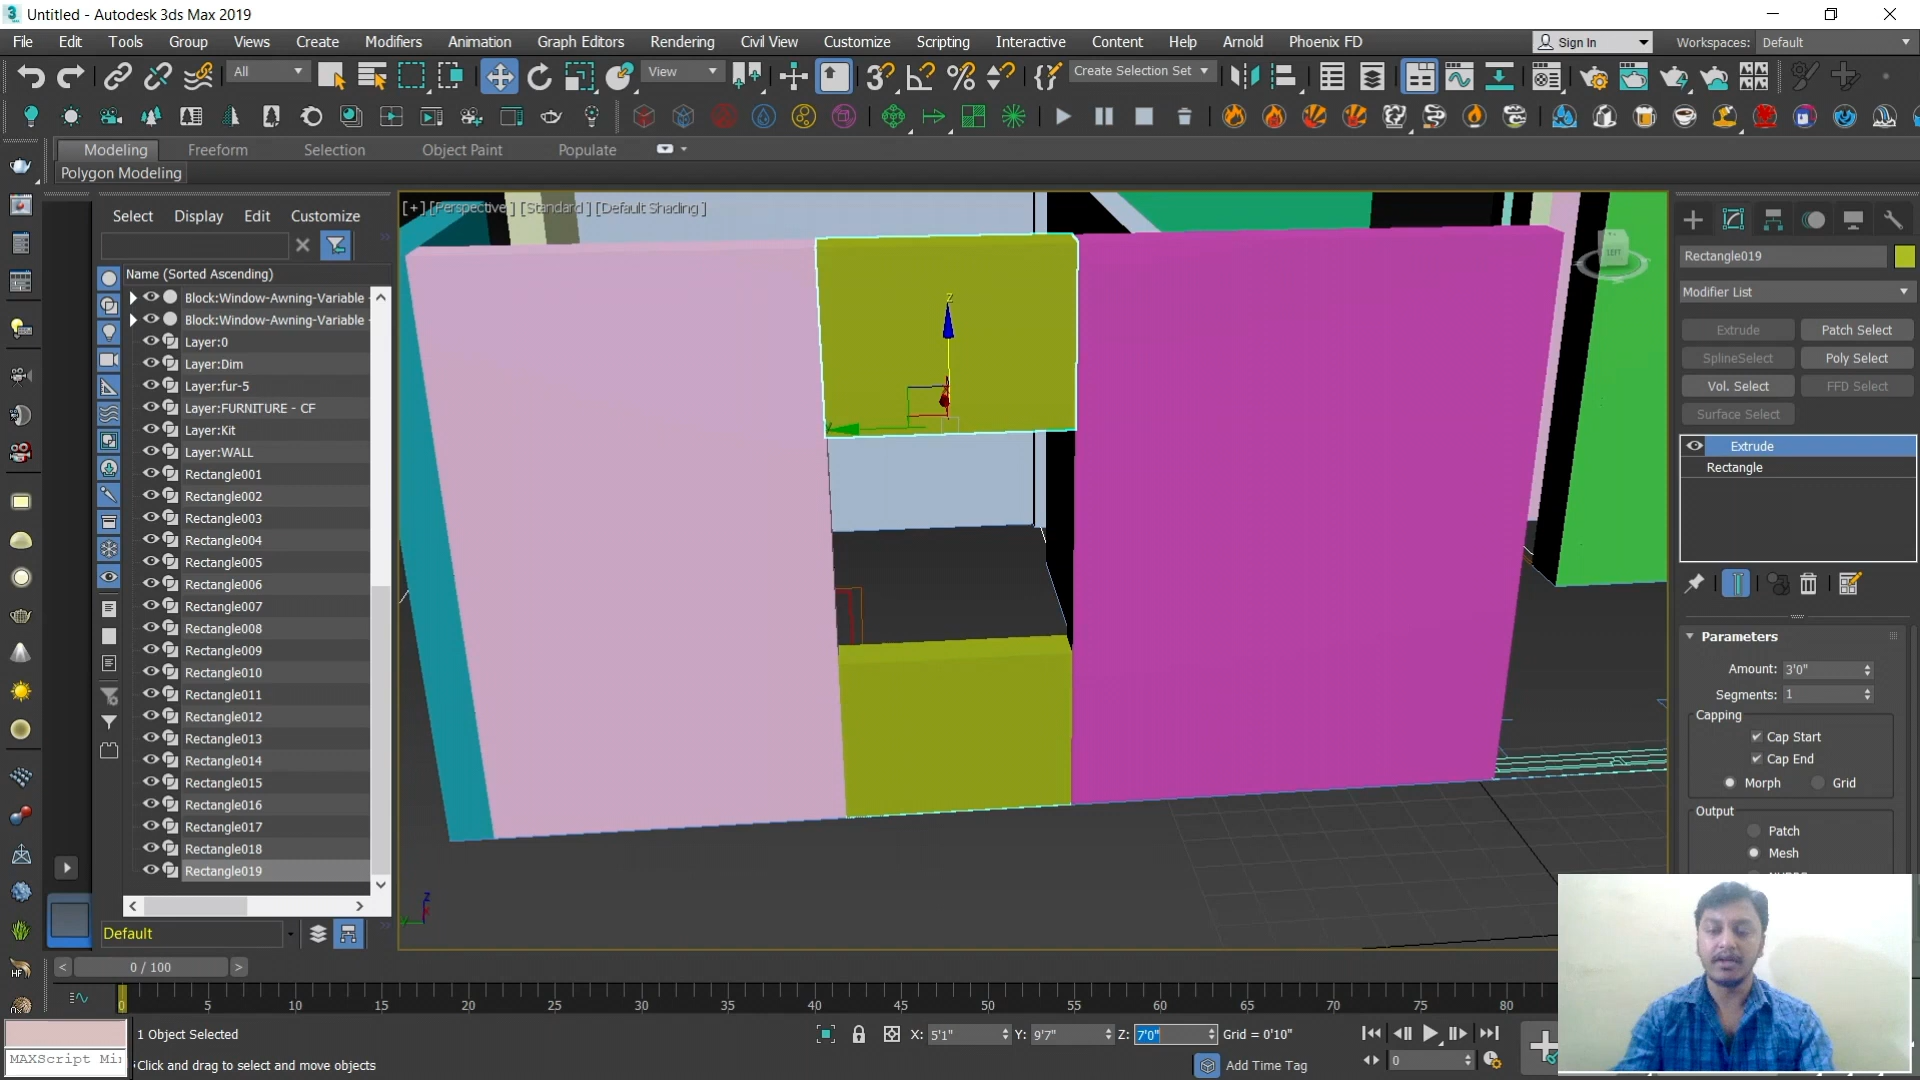 Untitled - Autodesk 3ds Max 2019
File Edit Tools Group Views Create Modifiers Animation Graph Editors Rendering Civil View Customize Scripting Interactive Content Help Arnold Phoenix FD Sign In Workspaces: Default
All View Create Selection Set
Modeling Freeform Selection Object Paint Populate
Polygon Modeling
Select Display Edit Customize
Name (Sorted Ascending)
Block:Window-Awning-Variable
Block:Window-Awning-Variable
Layer:0
Layer:Dim
Layer:fur-5
Layer:FURNITURE - CF
Layer:Kit
Layer:WALL
Rectangle001
Rectangle002
Rectangle003
Rectangle004
Rectangle005
Rectangle006
Rectangle007
Rectangle008
Rectangle009
Rectangle010
Rectangle011
Rectangle012
Rectangle013
Rectangle014
Rectangle015
Rectangle016
Rectangle017
Rectangle018
Rectangle019
Default
[+] [Perspective ] [Standard ] [Default Shading ]
z
LEFT
Rectangle019
Modifier List
Extrude Patch Select
SplineSelect Poly Select
Vol. Select FFD Select
Surface Select
Extrude
Rectangle
Parameters
Amount: 3'0"
Segments: 1
Capping
Cap Start
Cap End
Morph Grid
Output
Patch
Mesh
< 0 / 100 >
0 5 10 15 20 25 30 35 40 45 50 55 60 65 70 75 80
1 Object Selected X: 5'1" Y: 9'7" Z: 7'0" Grid = 0'10"
MAXScript Mi Click and drag to select and move objects Add Time Tag 0